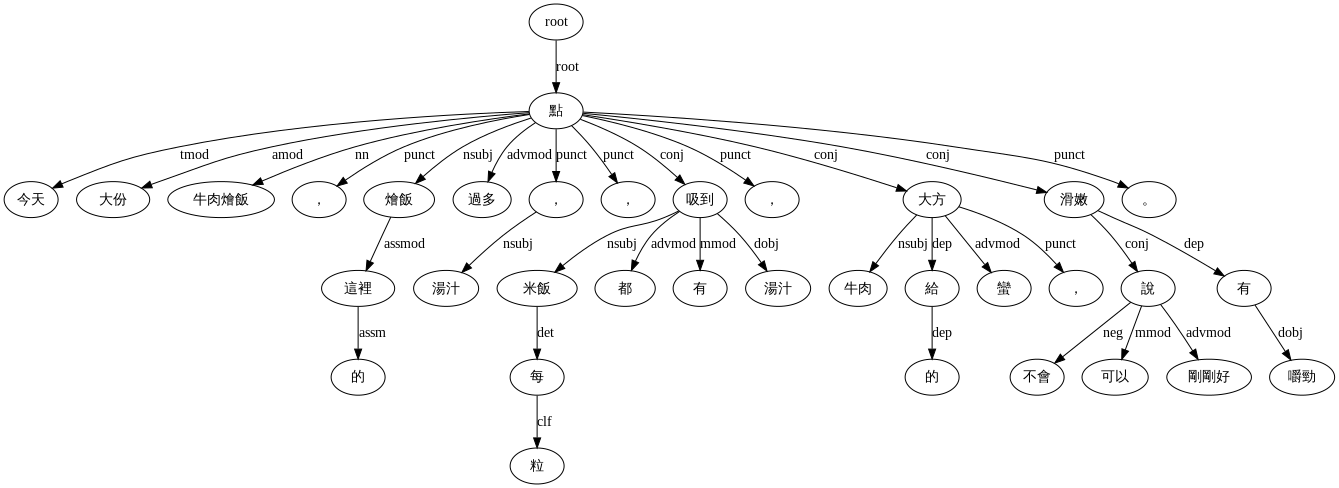 root
root
點
tmod amod nn punct nsubj advmod punct punct conj punct conj conj punct
今天 大份 牛肉燴飯 , 燴飯 過多 , , 吸到 , 大方 滑嫩 。
assmod nsubj nsubj advmod mmod dobj nsubj dep advmod punct conj dep
這裡 湯汁 米飯 都 有 湯汁 牛肉 給 蠻 , 說 有
assm det dep neg mmod advmod dobj
的 每 的 不會 可以 剛剛好 嚼勁
clf
粒